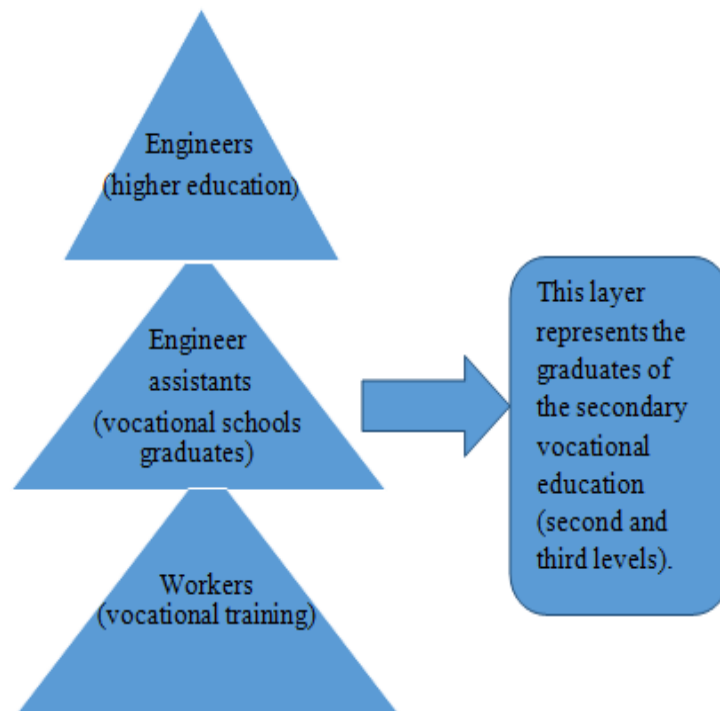 Engineers
(higher education)
Engineer
assistants
(vocational schools
graduates)
This layer
represents the
graduates of
the secondary
vocational
education
(second and
third levels).
Workers
(vocational training)